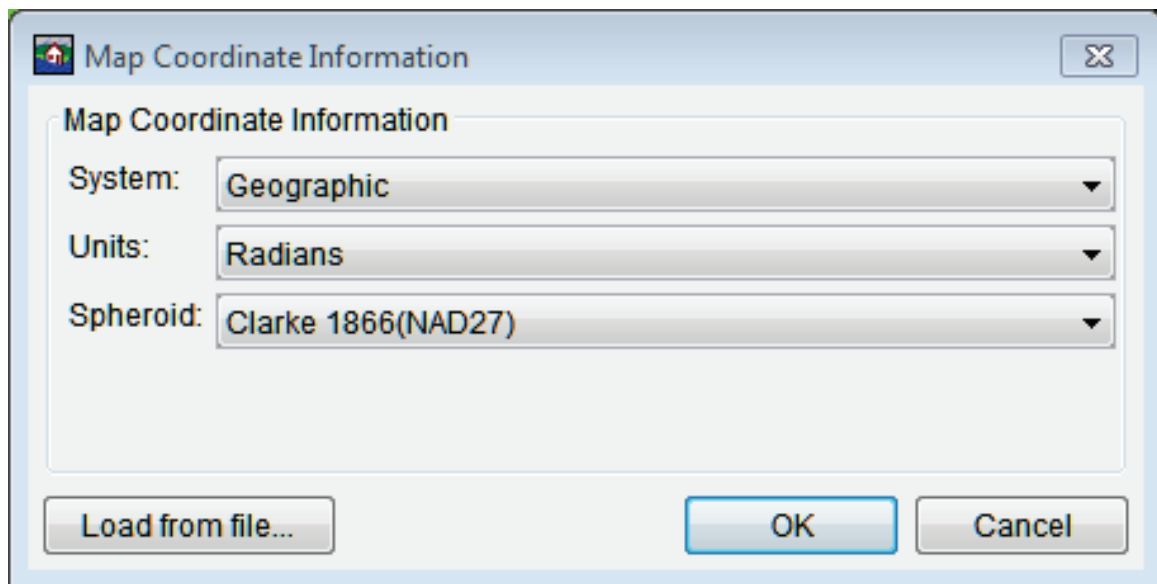 Map Coordinate Information
Map Coordinate Information
System: Geographic
Units: Radians
Spheroid: Clarke 1866(NAD27)
Load from file... OK Cancel